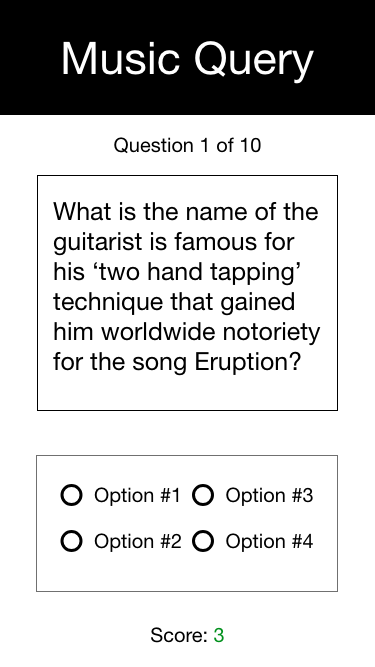 Music Query
Question 1 of 10
What is the name of the
guitarist is famous for
his ‘two hand tapping’
technique that gained
him worldwide notoriety
for the song Eruption?
Option #1 Option #3
Option #2 Option #4
Score: 3